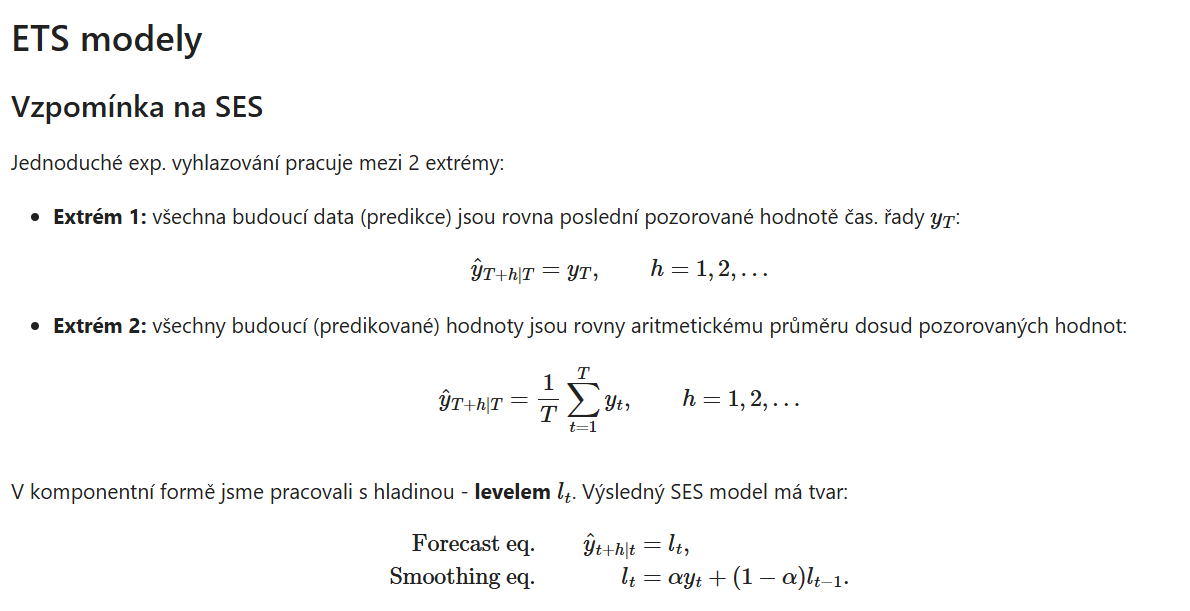 ETS modely
Vzpomínka na SES
Jednoduché exp. vyhlazování pracuje mezi 2 extrémy:
• Extrém 1: všechna budoucí data (predikce) jsou rovna poslední pozorované hodnotě čas. řady $y_T$:
$\hat{y}_{T+h|T} = y_T, \qquad h = 1, 2, \ldots$
• Extrém 2: všechny budoucí (predikované) hodnoty jsou rovny aritmetickému průměru dosud pozorovaných hodnot:
$\hat{y}_{T+h|T} = \frac{1}{T} \sum_{t=1}^{T} y_t, \qquad h = 1, 2, \ldots$
V komponentní formě jsme pracovali s hladinou - levelem $l_t$. Výsledný SES model má tvar:
Forecast eq. $\hat{y}_{t+h|t} = l_t,$
Smoothing eq. $l_t = \alpha y_t + (1 - \alpha) l_{t-1}.$